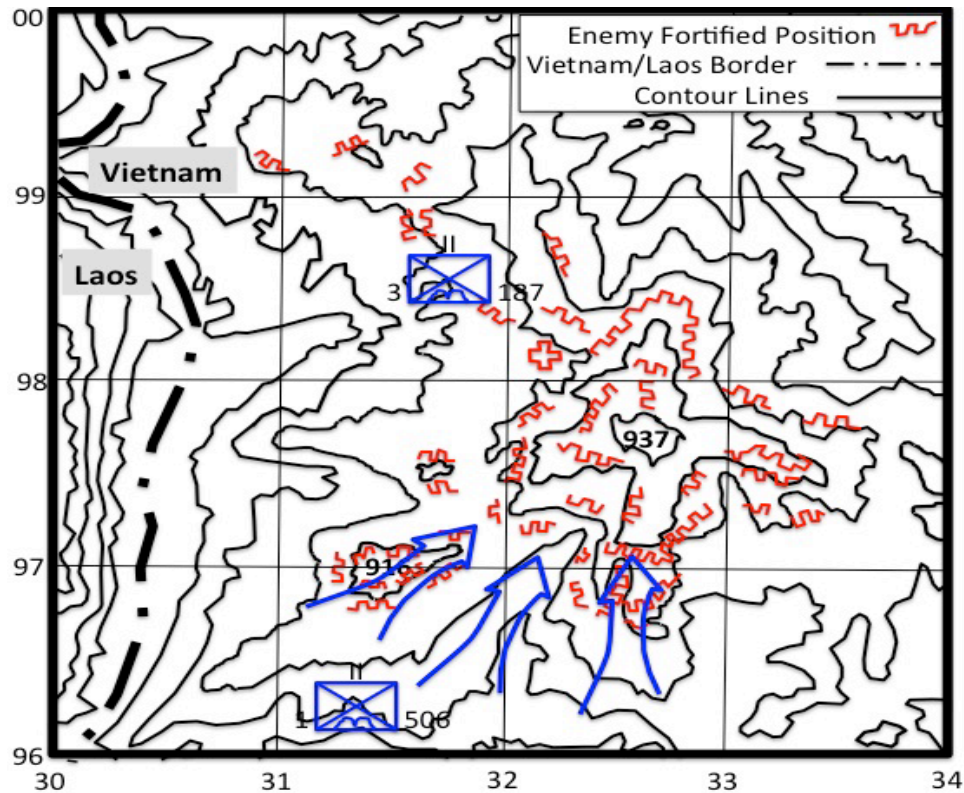 00
Enemy Fortified Position
Vietnam/Laos Border
Contour Lines
Vietnam
99
II
Laos
3 187
98
937
97
916
II
1 506
96
30 31 32 33 34